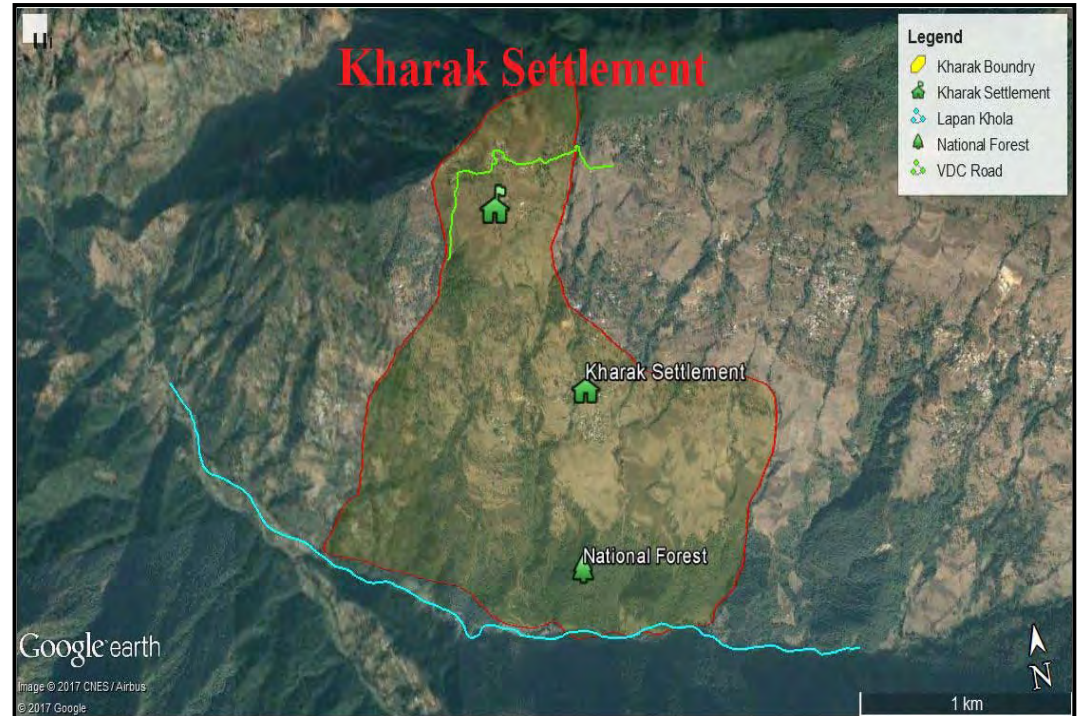 Kharak Settlement
Legend
Kharak Boundry
Kharak Settlement
Lapan Khola
National Forest
VDC Road
Kharak Settlement
National Forest
Google earth
Image © 2017 CNES / Airbus
© 2017 Google
N
1 km